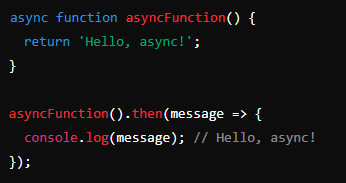 async function asyncFunction() {
  return 'Hello, async!';
}

asyncFunction().then(message => {
  console.log(message); // Hello, async!
});